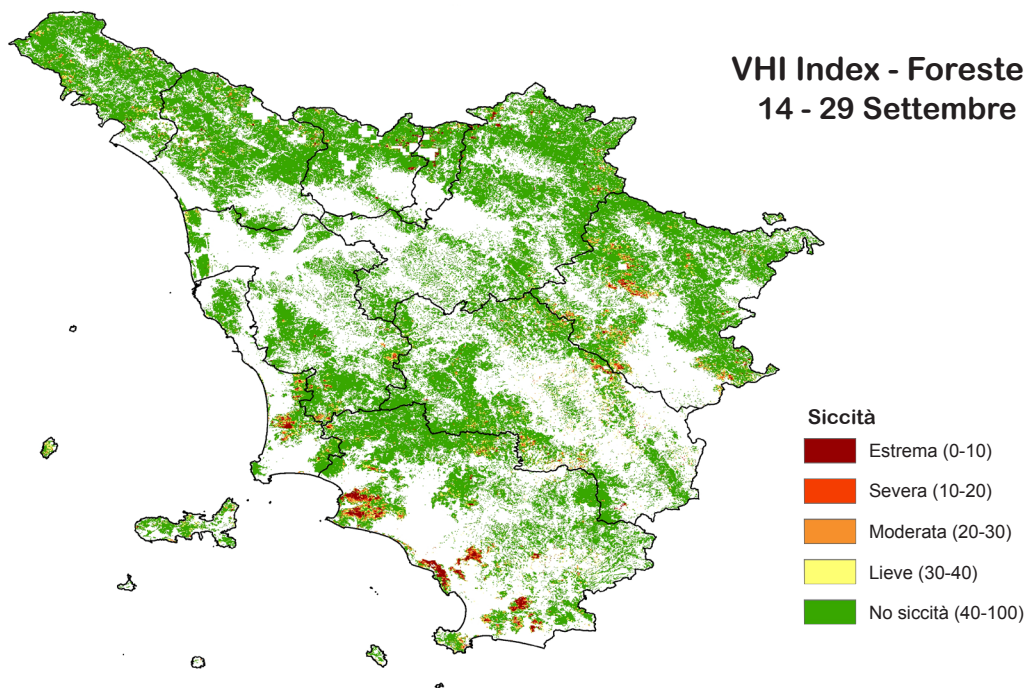 VHI Index - Foreste
14 - 29 Settembre
Siccità
Estrema (0-10)
Severa (10-20)
Moderata (20-30)
Lieve (30-40)
No siccità (40-100)